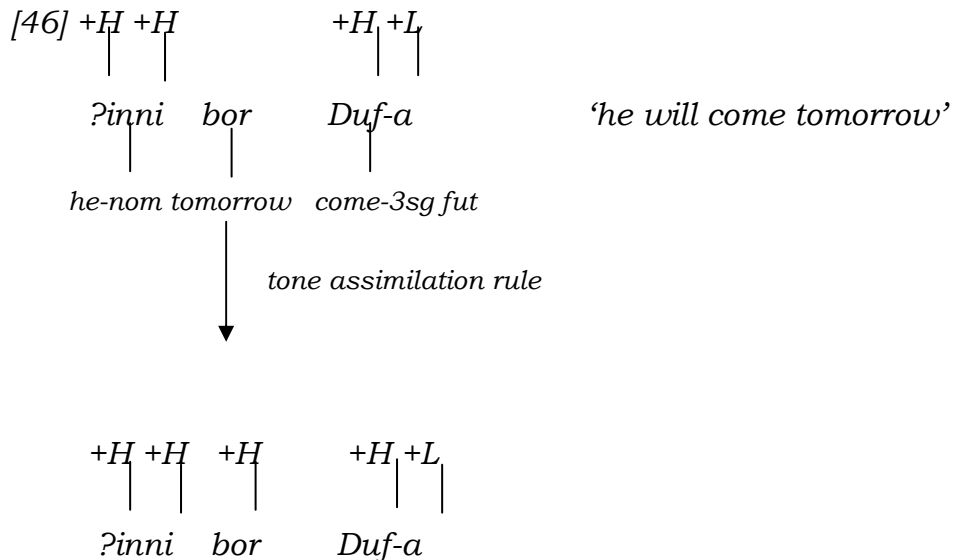 [46] +H +H +H +L
?inni bor Duf-a ‘he will come tomorrow’
he-nom tomorrow come-3sg fut
tone assimilation rule
+H +H +H +H +L
?inni bor Duf-a